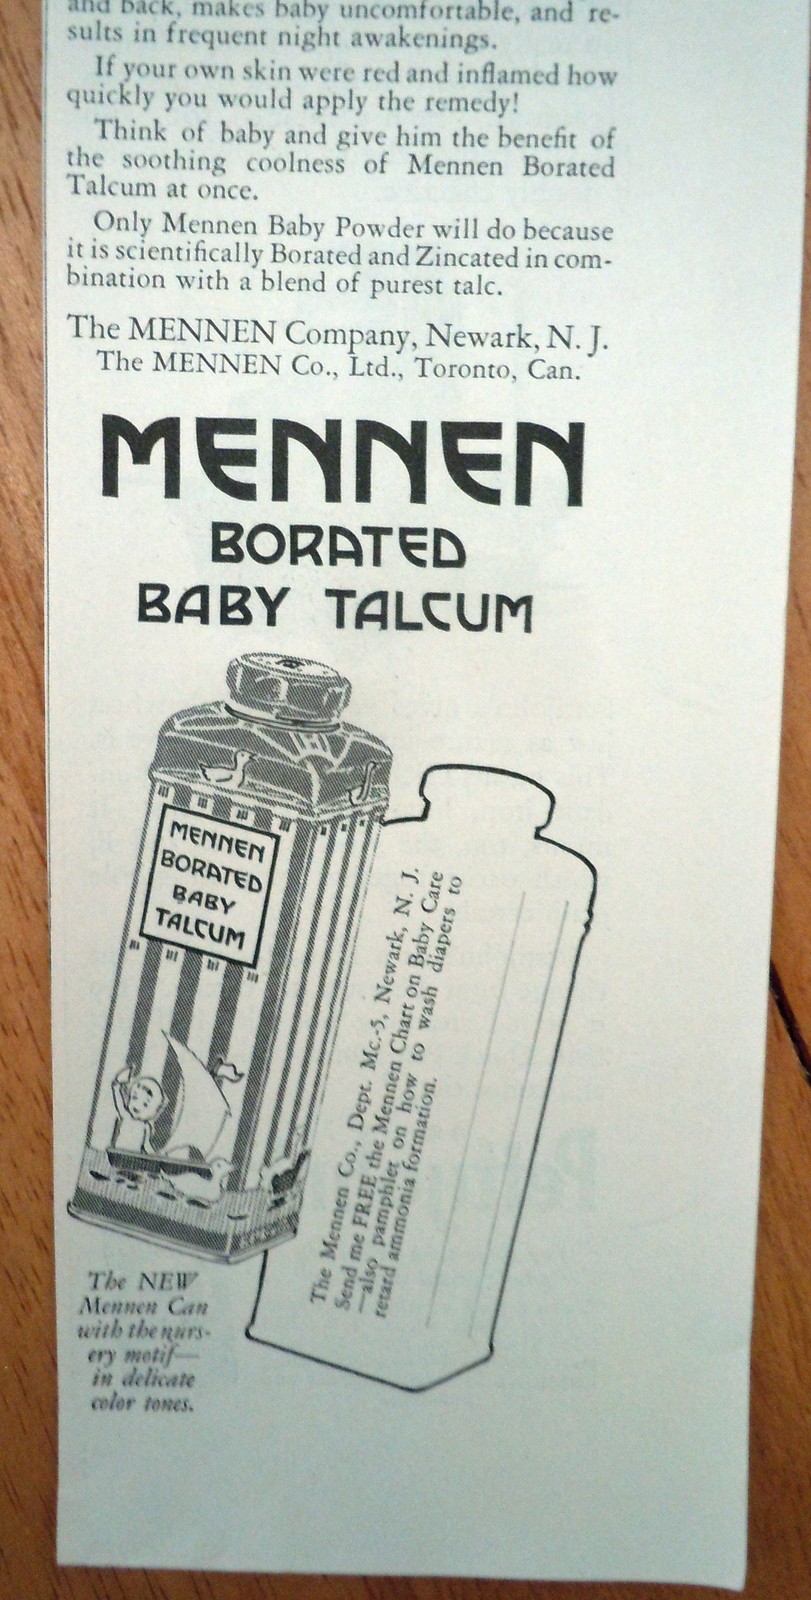 and back, makes baby uncomfortable, and re-
sults in frequent night awakenings.
If your own skin were red and inflamed how
quickly you would apply the remedy!
Think of baby and give him the benefit of
the soothing coolness of Mennen Borated
Talcum at once.
Only Mennen Baby Powder will do because
it is scientifically Borated and Zincated in com-
bination with a blend of purest talc.
The MENNEN Company, Newark, N. J.
The MENNEN Co., Ltd., Toronto, Can.
MENNEN
BORATED
BABY TALCUM
MENNEN
BORATED
BABY
TALCUM
The Mennen Co., Dept. Mc.-5, Newark, N. J.
Send me FREE the Mennen Chart on Baby Care
—also pamphlet on how to wash diapers to
retard ammonia formation.
The NEW
Mennen Can
with the nurs-
ery motif—
in delicate
color tones.